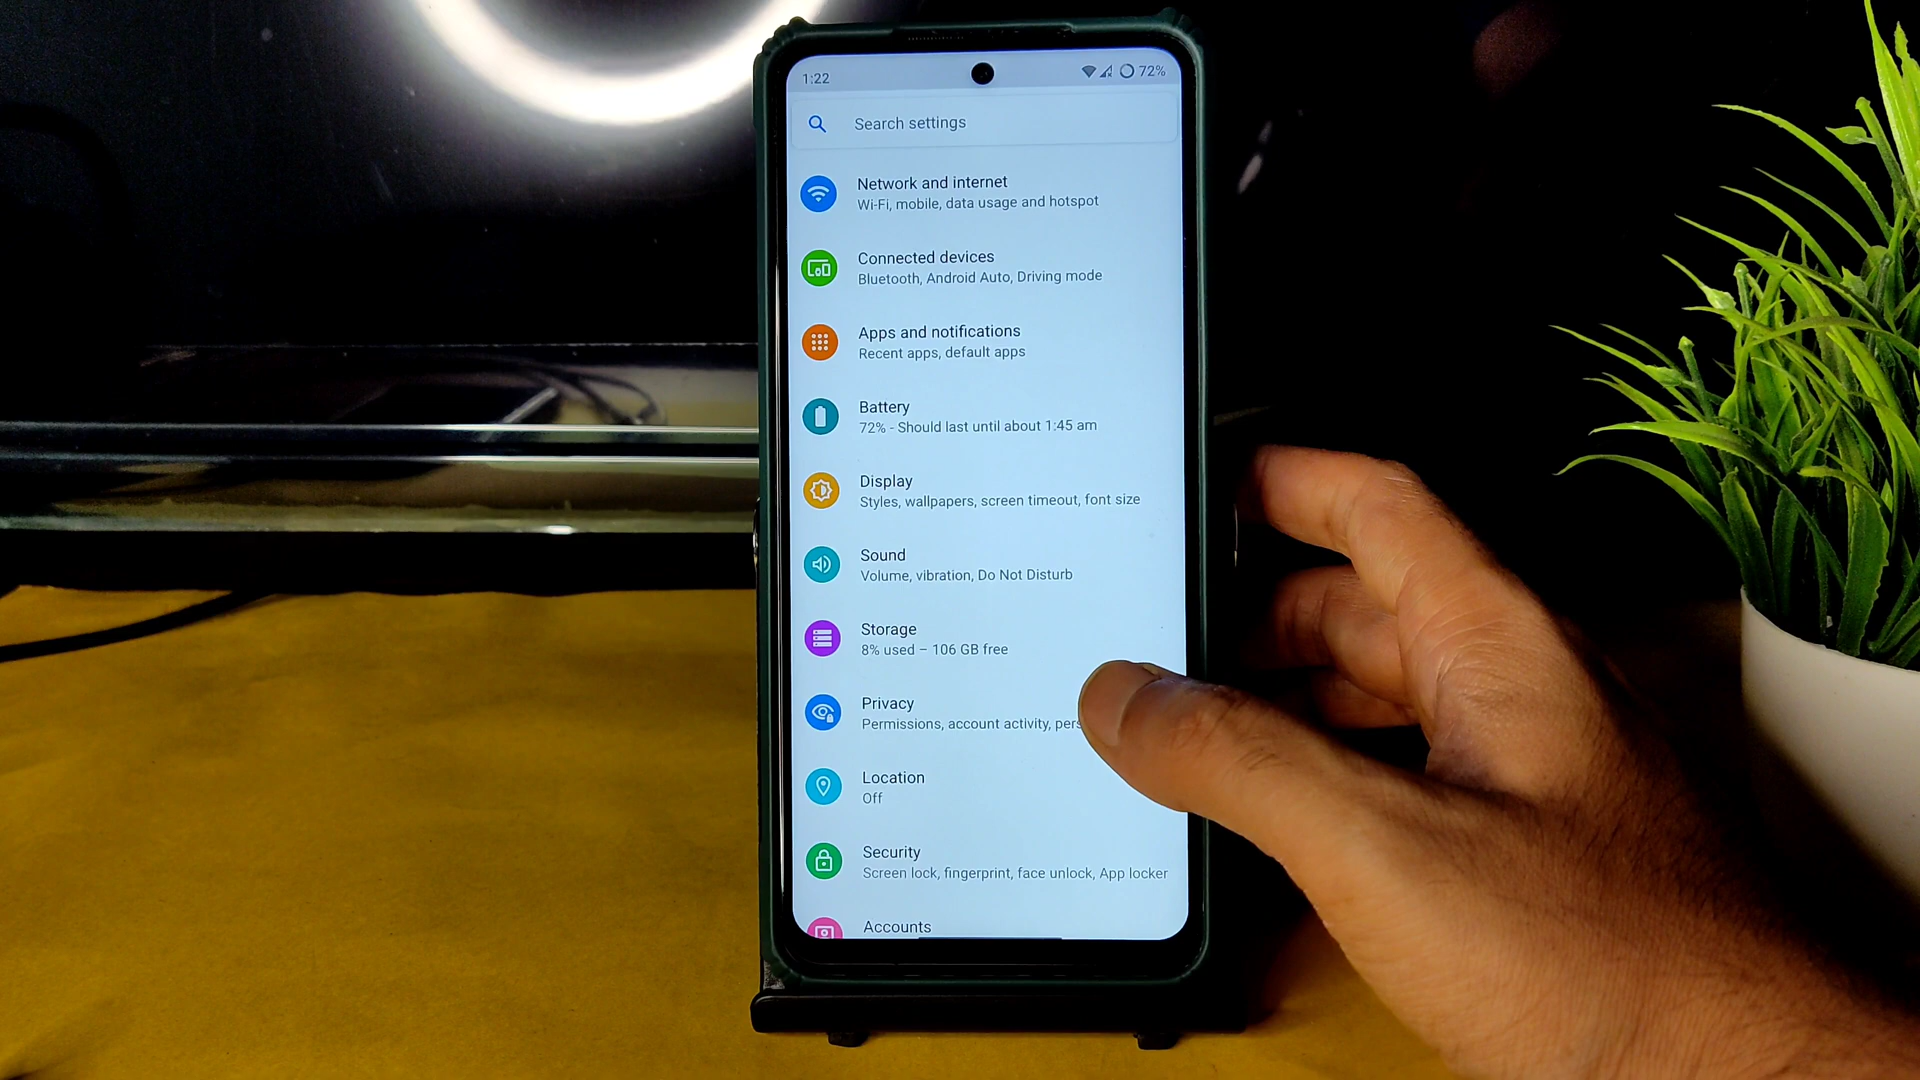 1:22
72%
Search settings
Network and internet
Wi-Fi, mobile, data usage and hotspot
Connected devices
Bluetooth, Android Auto, Driving mode
Apps and notifications
Recent apps, default apps
Battery
72% - Should last until about 1:45 am
Display
Styles, wallpapers, screen timeout, font size
Sound
Volume, vibration, Do Not Disturb
Storage
8% used – 106 GB free
Privacy
Permissions, account activity,
Location
Off
Security
Screen lock, fingerprint, face unlock, App locker
Accounts